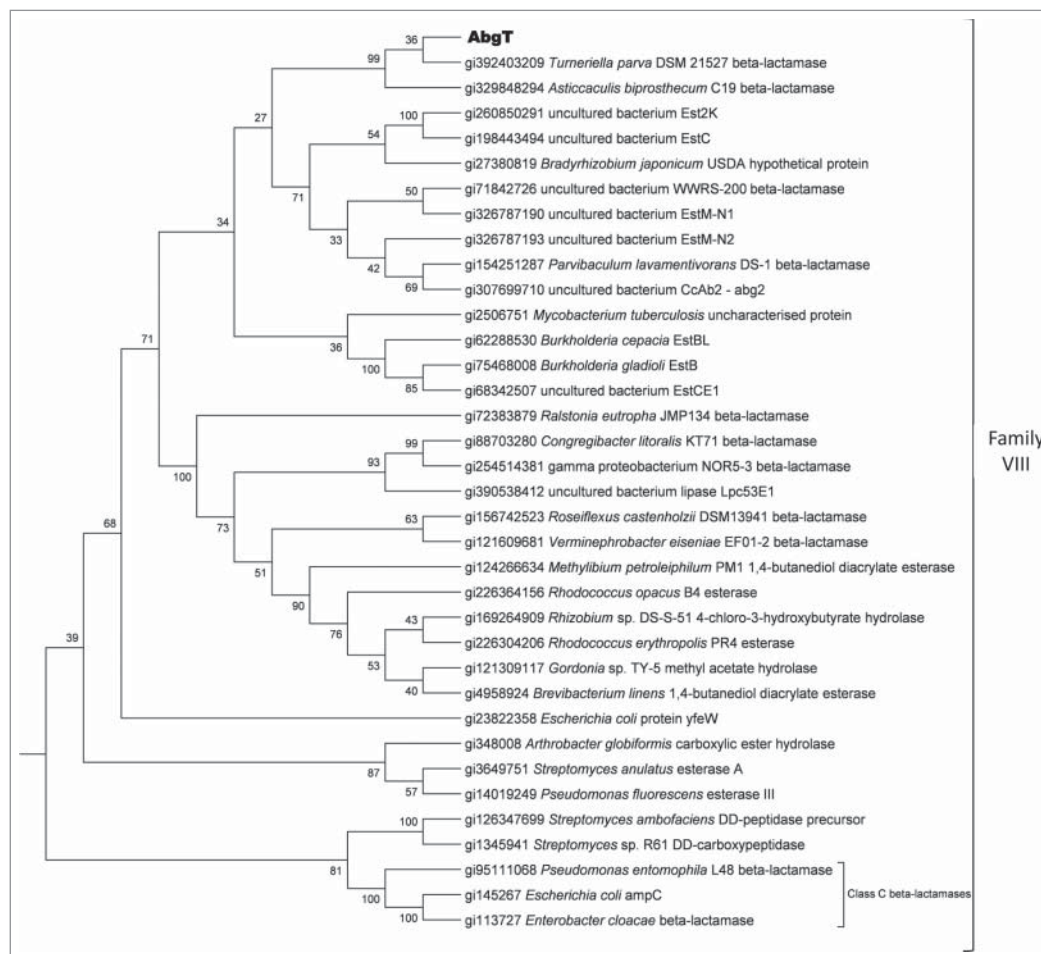 36
AbgT
99
gi392403209 Turneriella parva DSM 21527 beta-lactamase
gi329848294 Asticcaculis biprosthecum C19 beta-lactamase
27
100
gi260850291 uncultured bacterium Est2K
54
gi198443494 uncultured bacterium EstC
gi27380819 Bradyrhizobium japonicum USDA hypothetical protein
71
50
gi71842726 uncultured bacterium WWRS-200 beta-lactamase
gi326787190 uncultured bacterium EstM-N1
34
33
gi326787193 uncultured bacterium EstM-N2
42
gi154251287 Parvibaculum lavamentivorans DS-1 beta-lactamase
69
gi307699710 uncultured bacterium CcAb2 - abg2
gi2506751 Mycobacterium tuberculosis uncharacterised protein
71
36
gi62288530 Burkholderia cepacia EstBL
100
gi75468008 Burkholderia gladioli EstB
85
gi68342507 uncultured bacterium EstCE1
gi72383879 Ralstonia eutropha JMP134 beta-lactamase
99
gi88703280 Congregibacter litoralis KT71 beta-lactamase
Family
VIII
93
100
gi254514381 gamma proteobacterium NOR5-3 beta-lactamase
gi390538412 uncultured bacterium lipase Lpc53E1
68
73
63
gi156742523 Roseiflexus castenholzii DSM13941 beta-lactamase
gi121609681 Verminephrobacter eiseniae EF01-2 beta-lactamase
51
gi124266634 Methylibium petroleiphilum PM1 1,4-butanediol diacrylate esterase
90
gi226364156 Rhodococcus opacus B4 esterase
76
43
gi169264909 Rhizobium sp. DS-S-51 4-chloro-3-hydroxybutyrate hydrolase
39
gi226304206 Rhodococcus erythropolis PR4 esterase
53
gi121309117 Gordonia sp. TY-5 methyl acetate hydrolase
40
gi4958924 Brevibacterium linens 1,4-butanediol diacrylate esterase
gi23822358 Escherichia coli protein yfeW
gi348008 Arthrobacter globiformis carboxylic ester hydrolase
87
gi3649751 Streptomyces anulatus esterase A
57
gi14019249 Pseudomonas fluorescens esterase III
100
gi126347699 Streptomyces ambofaciens DD-peptidase precursor
gi1345941 Streptomyces sp. R61 DD-carboxypeptidase
81
gi95111068 Pseudomonas entomophila L48 beta-lactamase
100
gi145267 Escherichia coli ampC
Class C beta-lactamases
100
gi113727 Enterobacter cloacae beta-lactamase